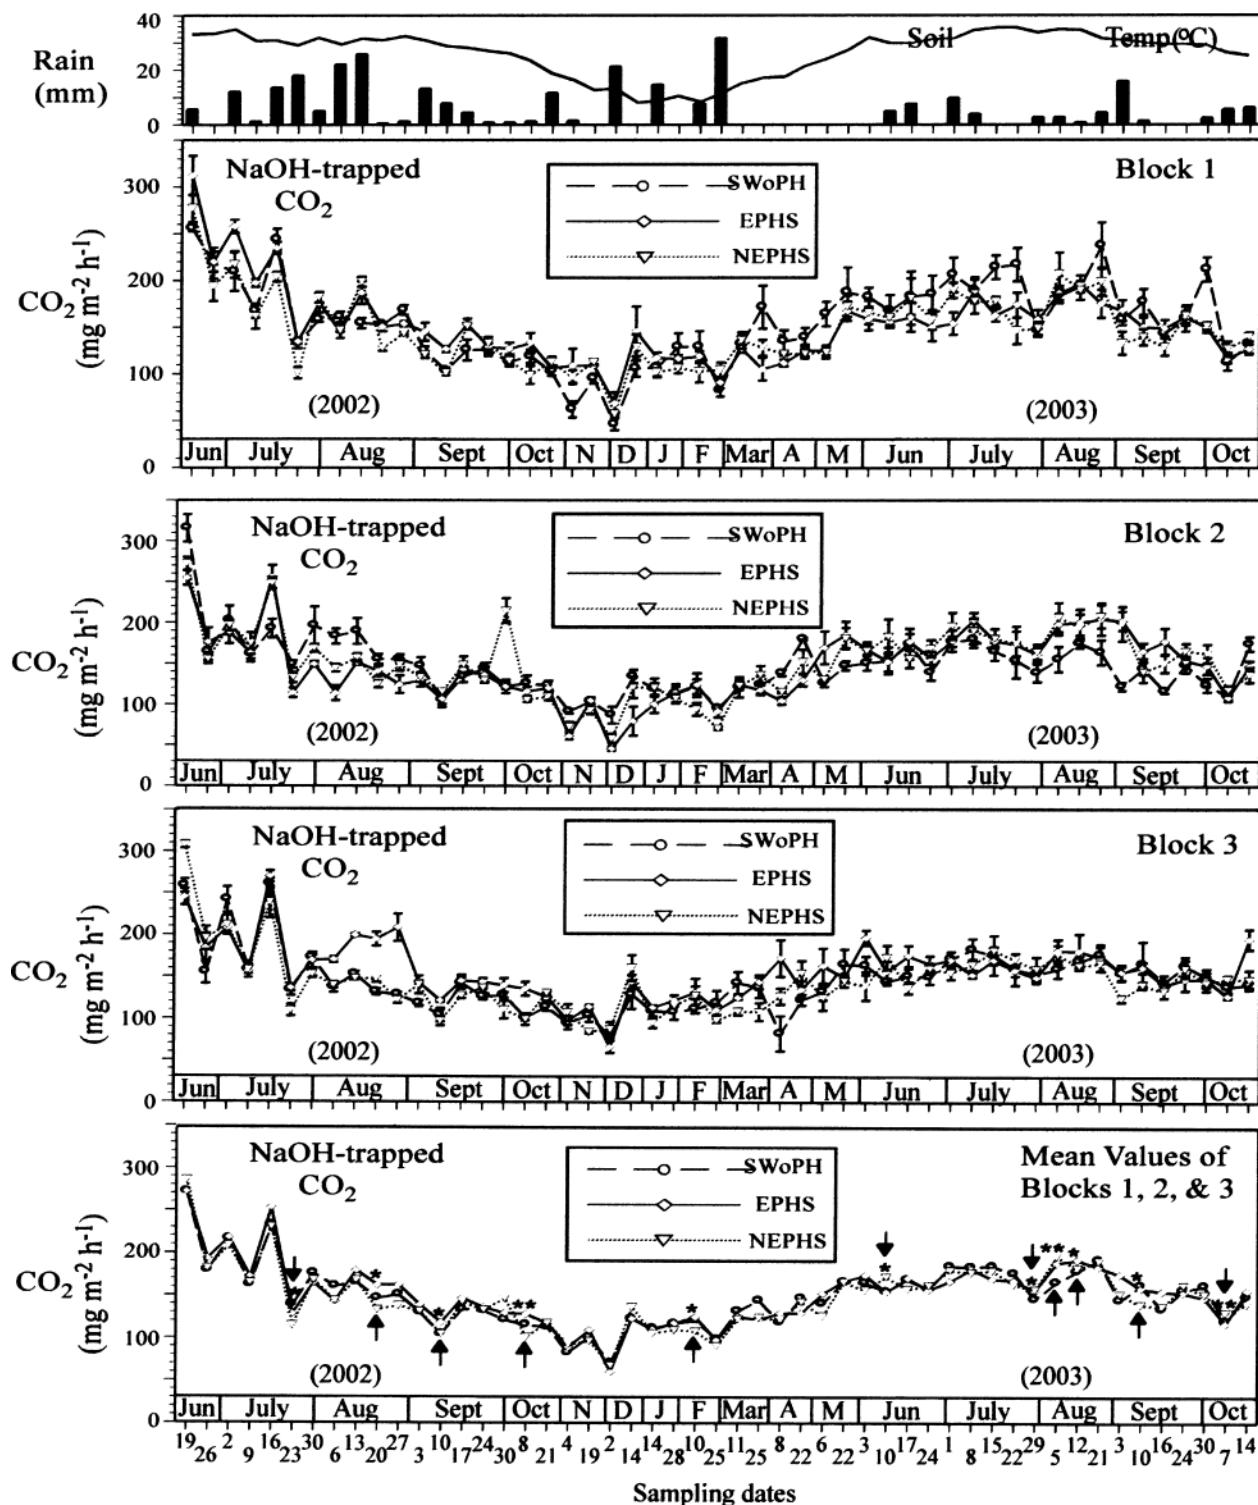 40
Rain
(mm)
20
0
Soil Temp(°C)
NaOH-trapped
CO2
SWoPH
EPHS
NEPHS
Block 1
300
200
100
0
CO2
(mg m-2 h-1)
(2002)
(2003)
Jun July Aug Sept Oct N D J F Mar A M Jun July Aug Sept Oct
NaOH-trapped
CO2
SWoPH
EPHS
NEPHS
Block 2
300
200
100
0
CO2
(mg m-2 h-1)
(2002)
(2003)
Jun July Aug Sept Oct N D J F Mar A M Jun July Aug Sept Oct
NaOH-trapped
CO2
SWoPH
EPHS
NEPHS
Block 3
300
200
100
0
CO2
(mg m-2 h-1)
(2002)
(2003)
Jun July Aug Sept Oct N D J F Mar A M Jun July Aug Sept Oct
NaOH-trapped
CO2
SWoPH
EPHS
NEPHS
Mean Values of
Blocks 1, 2, & 3
300
200
100
0
CO2
(mg m-2 h-1)
* * * ** * * * ** * * **
(2002)
(2003)
Jun July Aug Sept Oct N D J F Mar A M Jun July Aug Sept Oct
19 26 2 9 16 23 30 6 13 20 27 3 10 17 24 30 8 21 4 19 2 14 14 28 10 25 11 26 8 22 6 22 3 10 17 24 1 8 15 22 29 5 12 21 3 10 16 24 30 7 14
Sampling dates